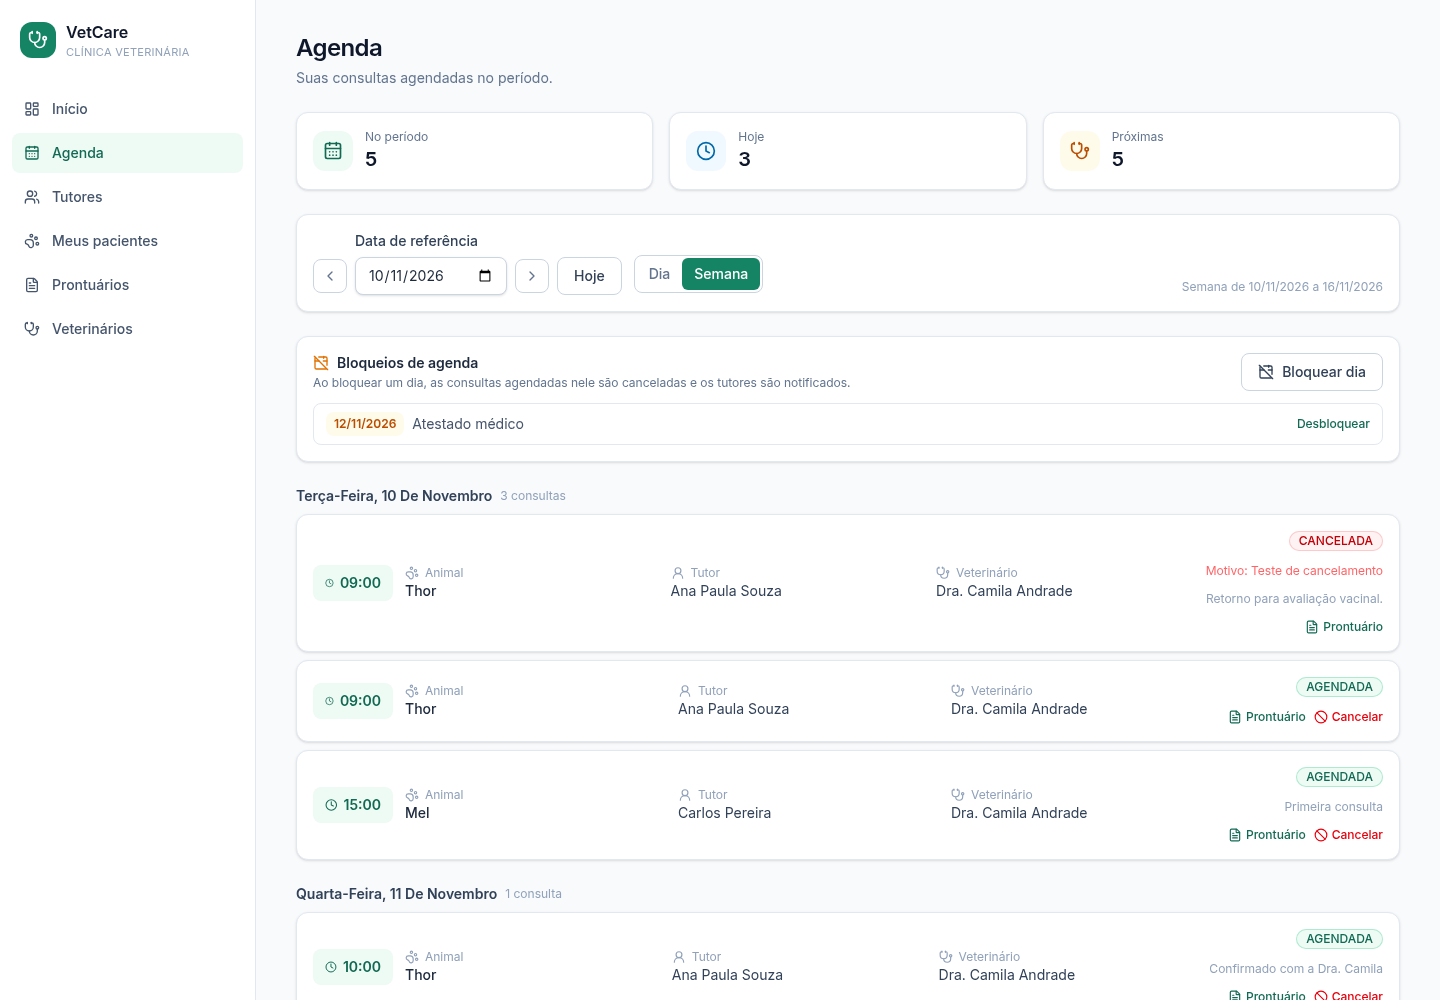 VetCare
CLÍNICA VETERINÁRIA
Início
Agenda
Tutores
Meus pacientes
Prontuários
Veterinários
Agenda
Suas consultas agendadas no período.
No período
5
Hoje
3
Próximas
5
Data de referência
10/11/2026
Hoje
Dia
Semana
Semana de 10/11/2026 a 16/11/2026
Bloqueios de agenda
Ao bloquear um dia, as consultas agendadas nele são canceladas e os tutores são notificados.
Bloquear dia
12/11/2026 Atestado médico
Desbloquear
Terça-Feira, 10 De Novembro 3 consultas
09:00
Animal
Thor
Tutor
Ana Paula Souza
Veterinário
Dra. Camila Andrade
CANCELADA
Motivo: Teste de cancelamento
Retorno para avaliação vacinal.
Prontuário
09:00
Animal
Thor
Tutor
Ana Paula Souza
Veterinário
Dra. Camila Andrade
AGENDADA
Prontuário Cancelar
15:00
Animal
Mel
Tutor
Carlos Pereira
Veterinário
Dra. Camila Andrade
AGENDADA
Primeira consulta
Prontuário Cancelar
Quarta-Feira, 11 De Novembro 1 consulta
10:00
Animal
Thor
Tutor
Ana Paula Souza
Veterinário
Dra. Camila Andrade
AGENDADA
Confirmado com a Dra. Camila
Prontuário Cancelar